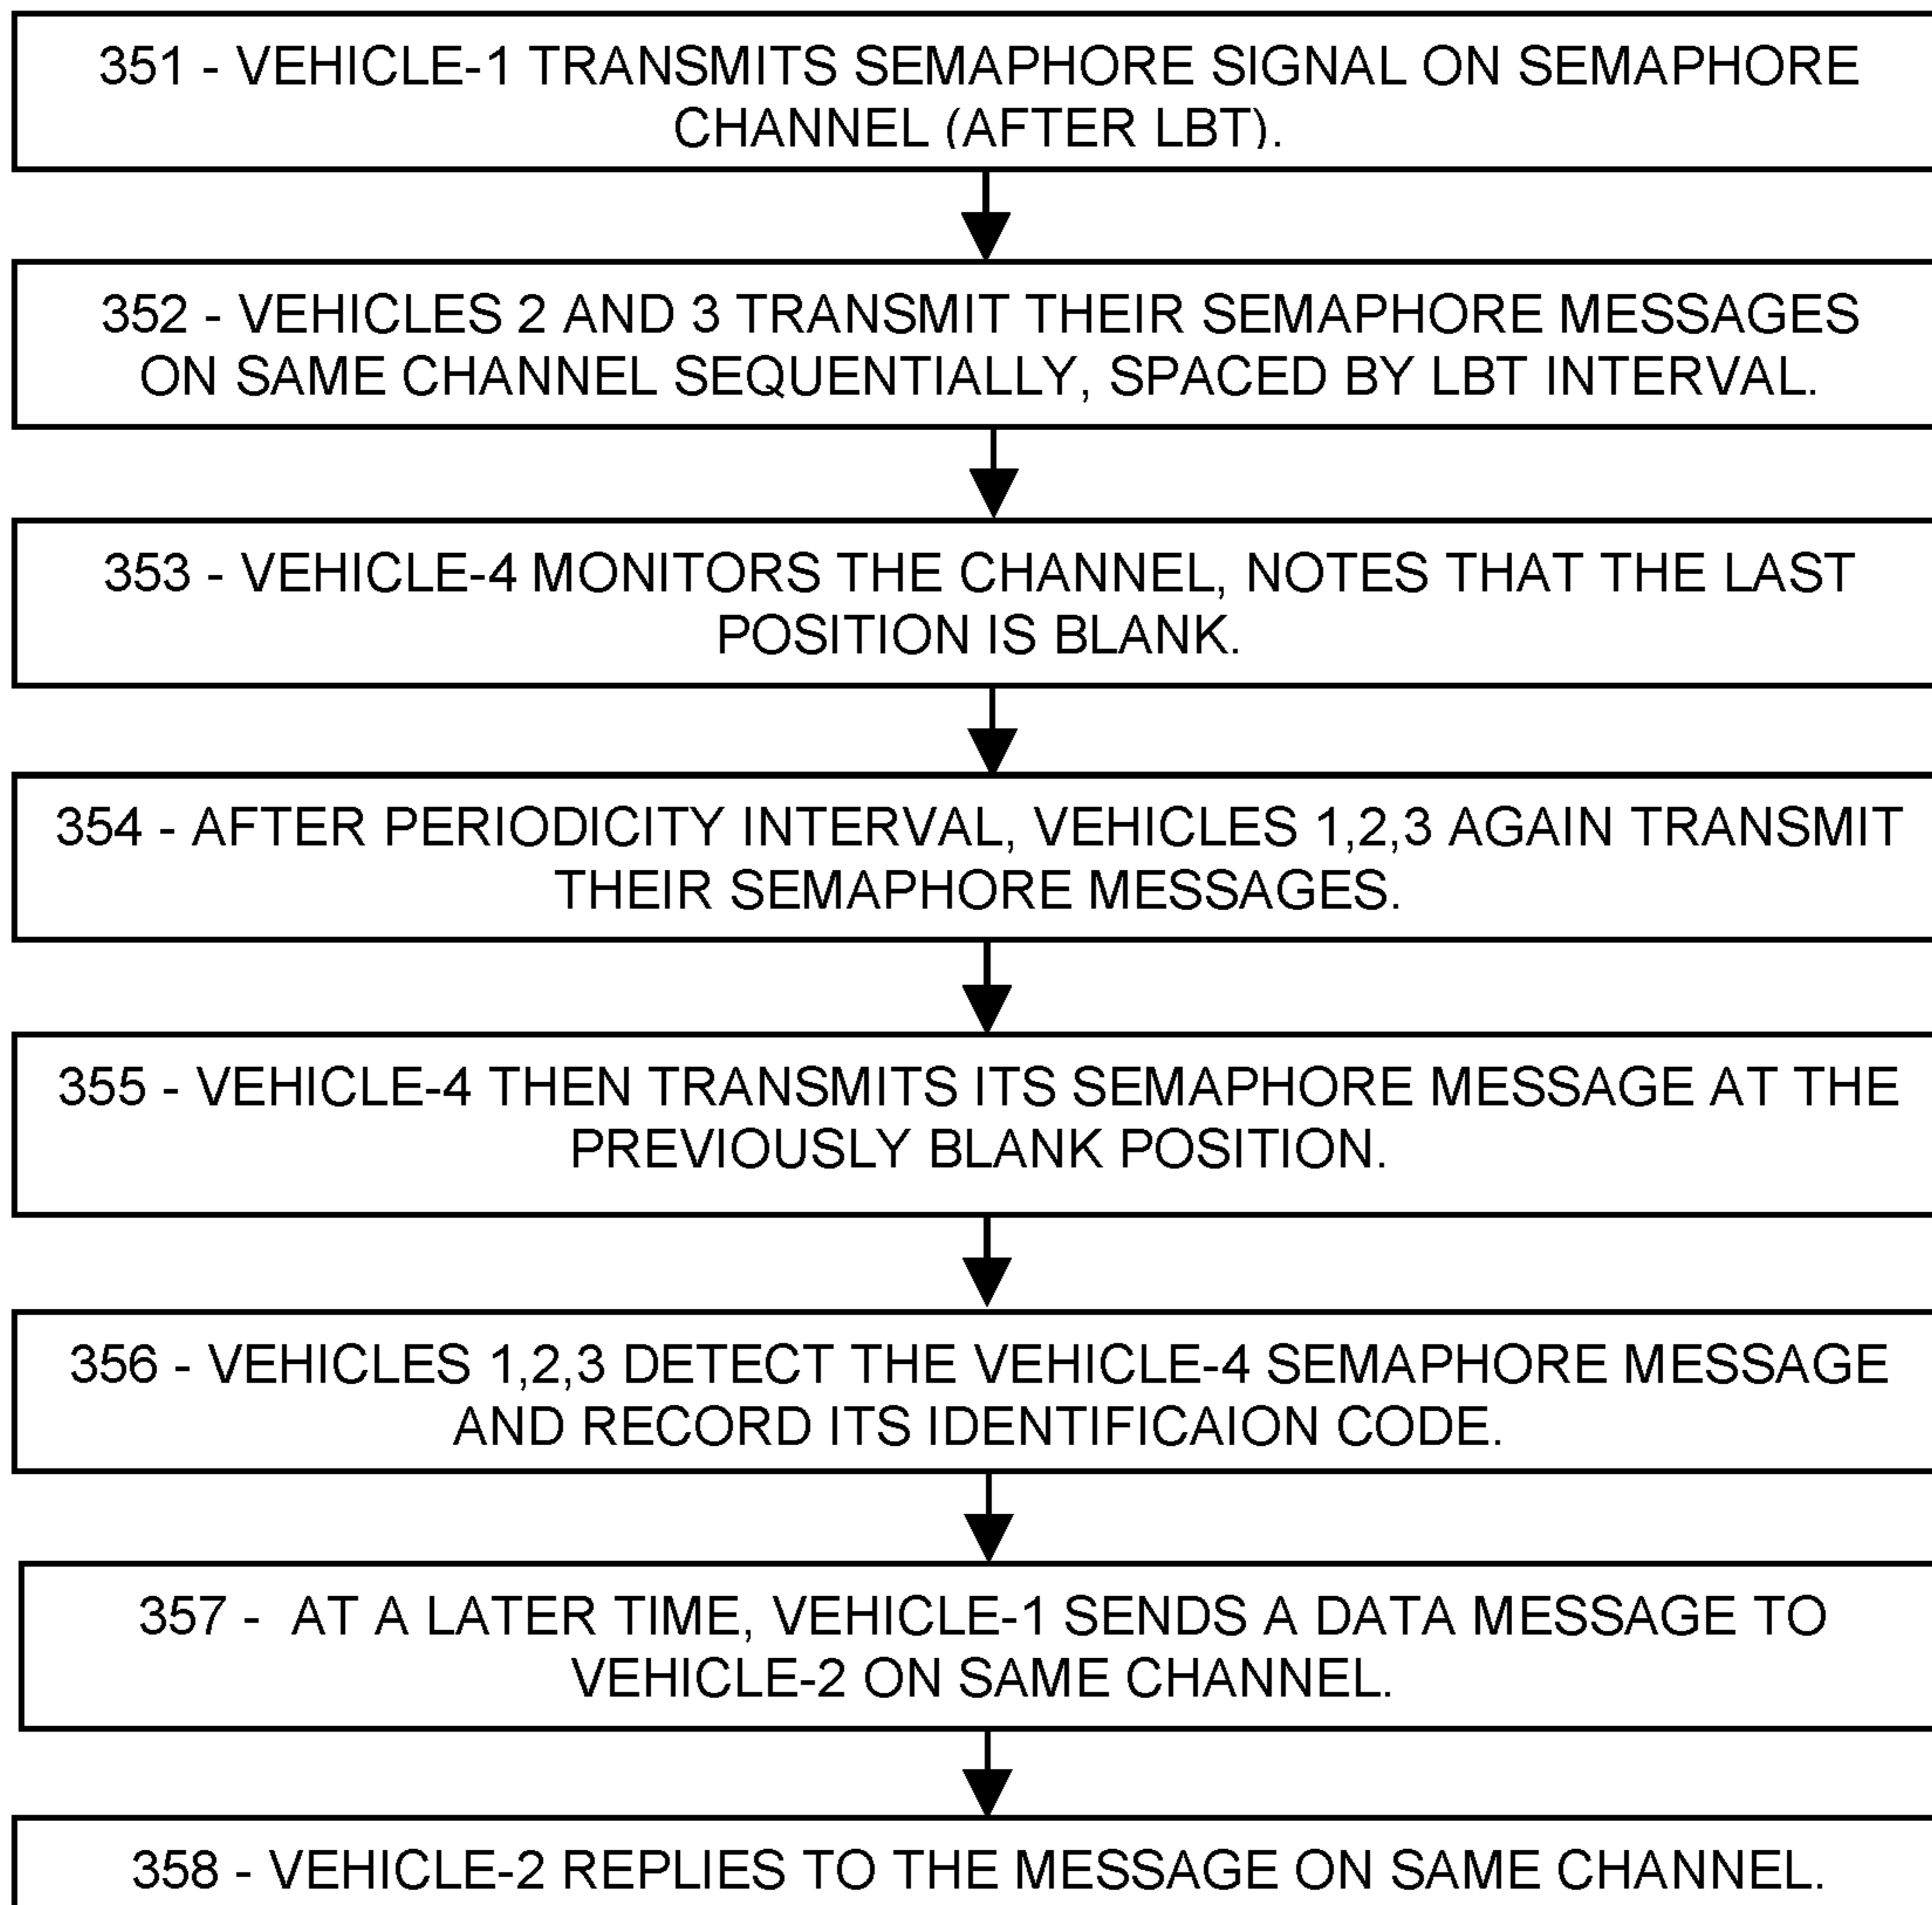 351 - VEHICLE-1 TRANSMITS SEMAPHORE SIGNAL ON SEMAPHORE
CHANNEL (AFTER LBT).
352 - VEHICLES 2 AND 3 TRANSMIT THEIR SEMAPHORE MESSAGES
ON SAME CHANNEL SEQUENTIALLY, SPACED BY LBT INTERVAL.
353 - VEHICLE-4 MONITORS THE CHANNEL, NOTES THAT THE LAST
POSITION IS BLANK.
354 - AFTER PERIODICITY INTERVAL, VEHICLES 1,2,3 AGAIN TRANSMIT
THEIR SEMAPHORE MESSAGES.
355 - VEHICLE-4 THEN TRANSMITS ITS SEMAPHORE MESSAGE AT THE
PREVIOUSLY BLANK POSITION.
356 - VEHICLES 1,2,3 DETECT THE VEHICLE-4 SEMAPHORE MESSAGE
AND RECORD ITS IDENTIFICAION CODE.
357 - AT A LATER TIME, VEHICLE-1 SENDS A DATA MESSAGE TO
VEHICLE-2 ON SAME CHANNEL.
358 - VEHICLE-2 REPLIES TO THE MESSAGE ON SAME CHANNEL.